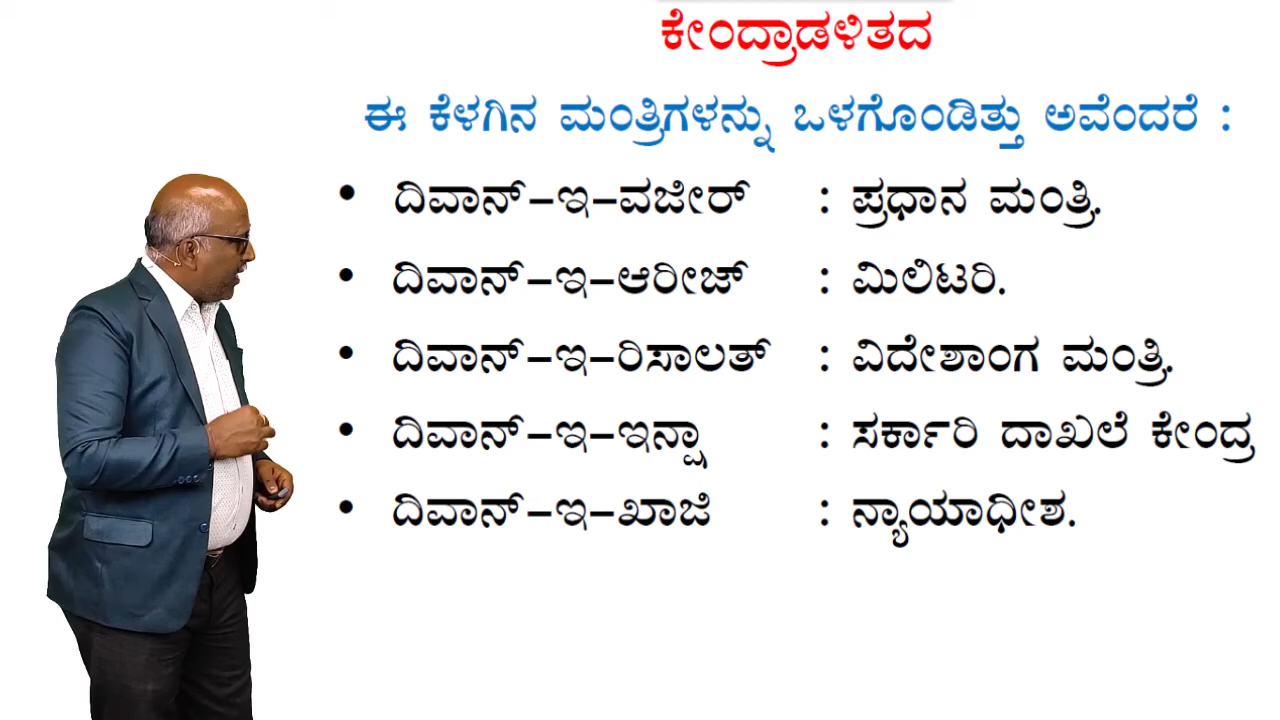 ಕೇಂದ್ರಾಡಳಿತದ
ಈ ಕೆಳಗಿನ ಮಂತ್ರಿಗಳನ್ನು ಒಳಗೊಂಡಿತ್ತು ಅವೆಂದರೆ :
• ದಿವಾನ್–ಇ–ವಜೀರ್ : ಪ್ರಧಾನ ಮಂತ್ರಿ.
• ದಿವಾನ್–ಇ–ಆರೀಜ್ : ಮಿಲಿಟರಿ.
• ದಿವಾನ್–ಇ–ರಿಸಾಲತ್ : ವಿದೇಶಾಂಗ ಮಂತ್ರಿ.
• ದಿವಾನ್–ಇ–ಇನ್ಷಾ : ಸರ್ಕಾರಿ ದಾಖಲೆ ಕೇಂದ್ರ
• ದಿವಾನ್–ಇ–ಖಾಜಿ : ನ್ಯಾಯಾಧೀಶ.